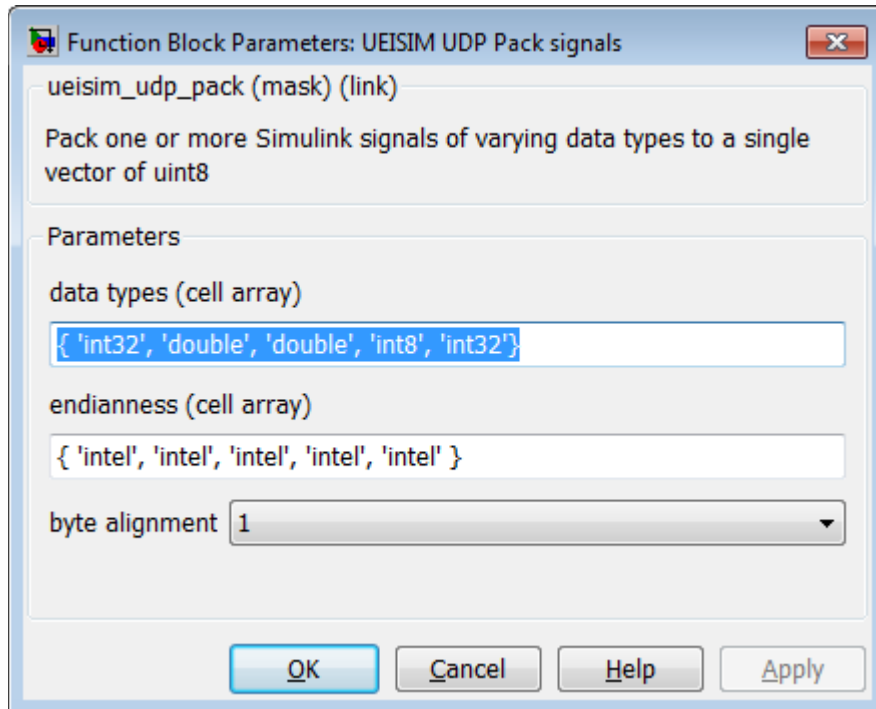 Function Block Parameters: UEISIM UDP Pack signals
ueisim_udp_pack (mask) (link)
Pack one or more Simulink signals of varying data types to a single
vector of uint8
Parameters
data types (cell array)
{ 'int32', 'double', 'double', 'int8', 'int32'}
endianness (cell array)
{ 'intel', 'intel', 'intel', 'intel', 'intel' }
byte alignment 1
OK Cancel Help Apply